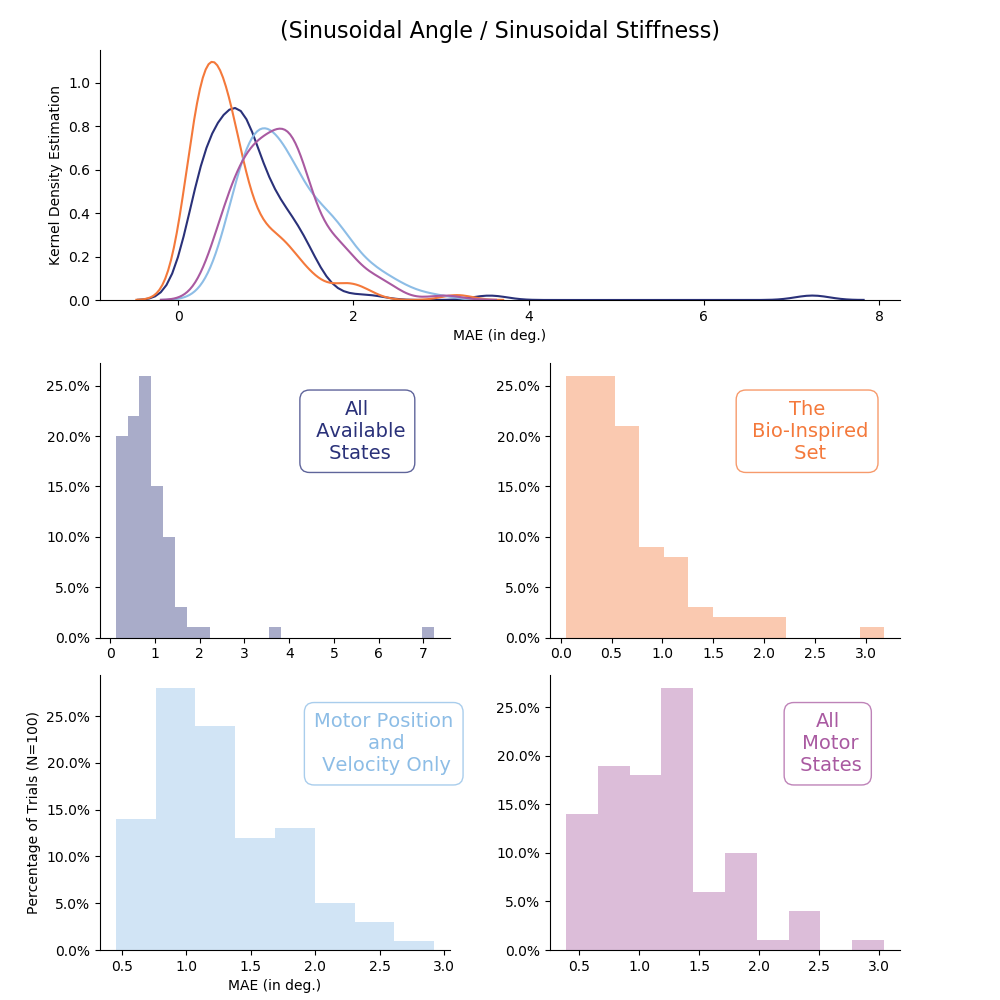 (Sinusoidal Angle / Sinusoidal Stiffness)
Kernel Density Estimation
1.0
0.8
0.6
0.4
0.2
0.0
0 2 4 6 8
MAE (in deg.)
25.0%
20.0%
15.0%
10.0%
5.0%
0.0%
All
Available
States
0 1 2 3 4 5 6 7
25.0%
20.0%
15.0%
10.0%
5.0%
0.0%
The
Bio-Inspired
Set
0.0 0.5 1.0 1.5 2.0 2.5 3.0
Percentage of Trials (N=100)
25.0%
20.0%
15.0%
10.0%
5.0%
0.0%
Motor Position
and
Velocity Only
0.5 1.0 1.5 2.0 2.5 3.0
MAE (in deg.)
25.0%
20.0%
15.0%
10.0%
5.0%
0.0%
All
Motor
States
0.5 1.0 1.5 2.0 2.5 3.0